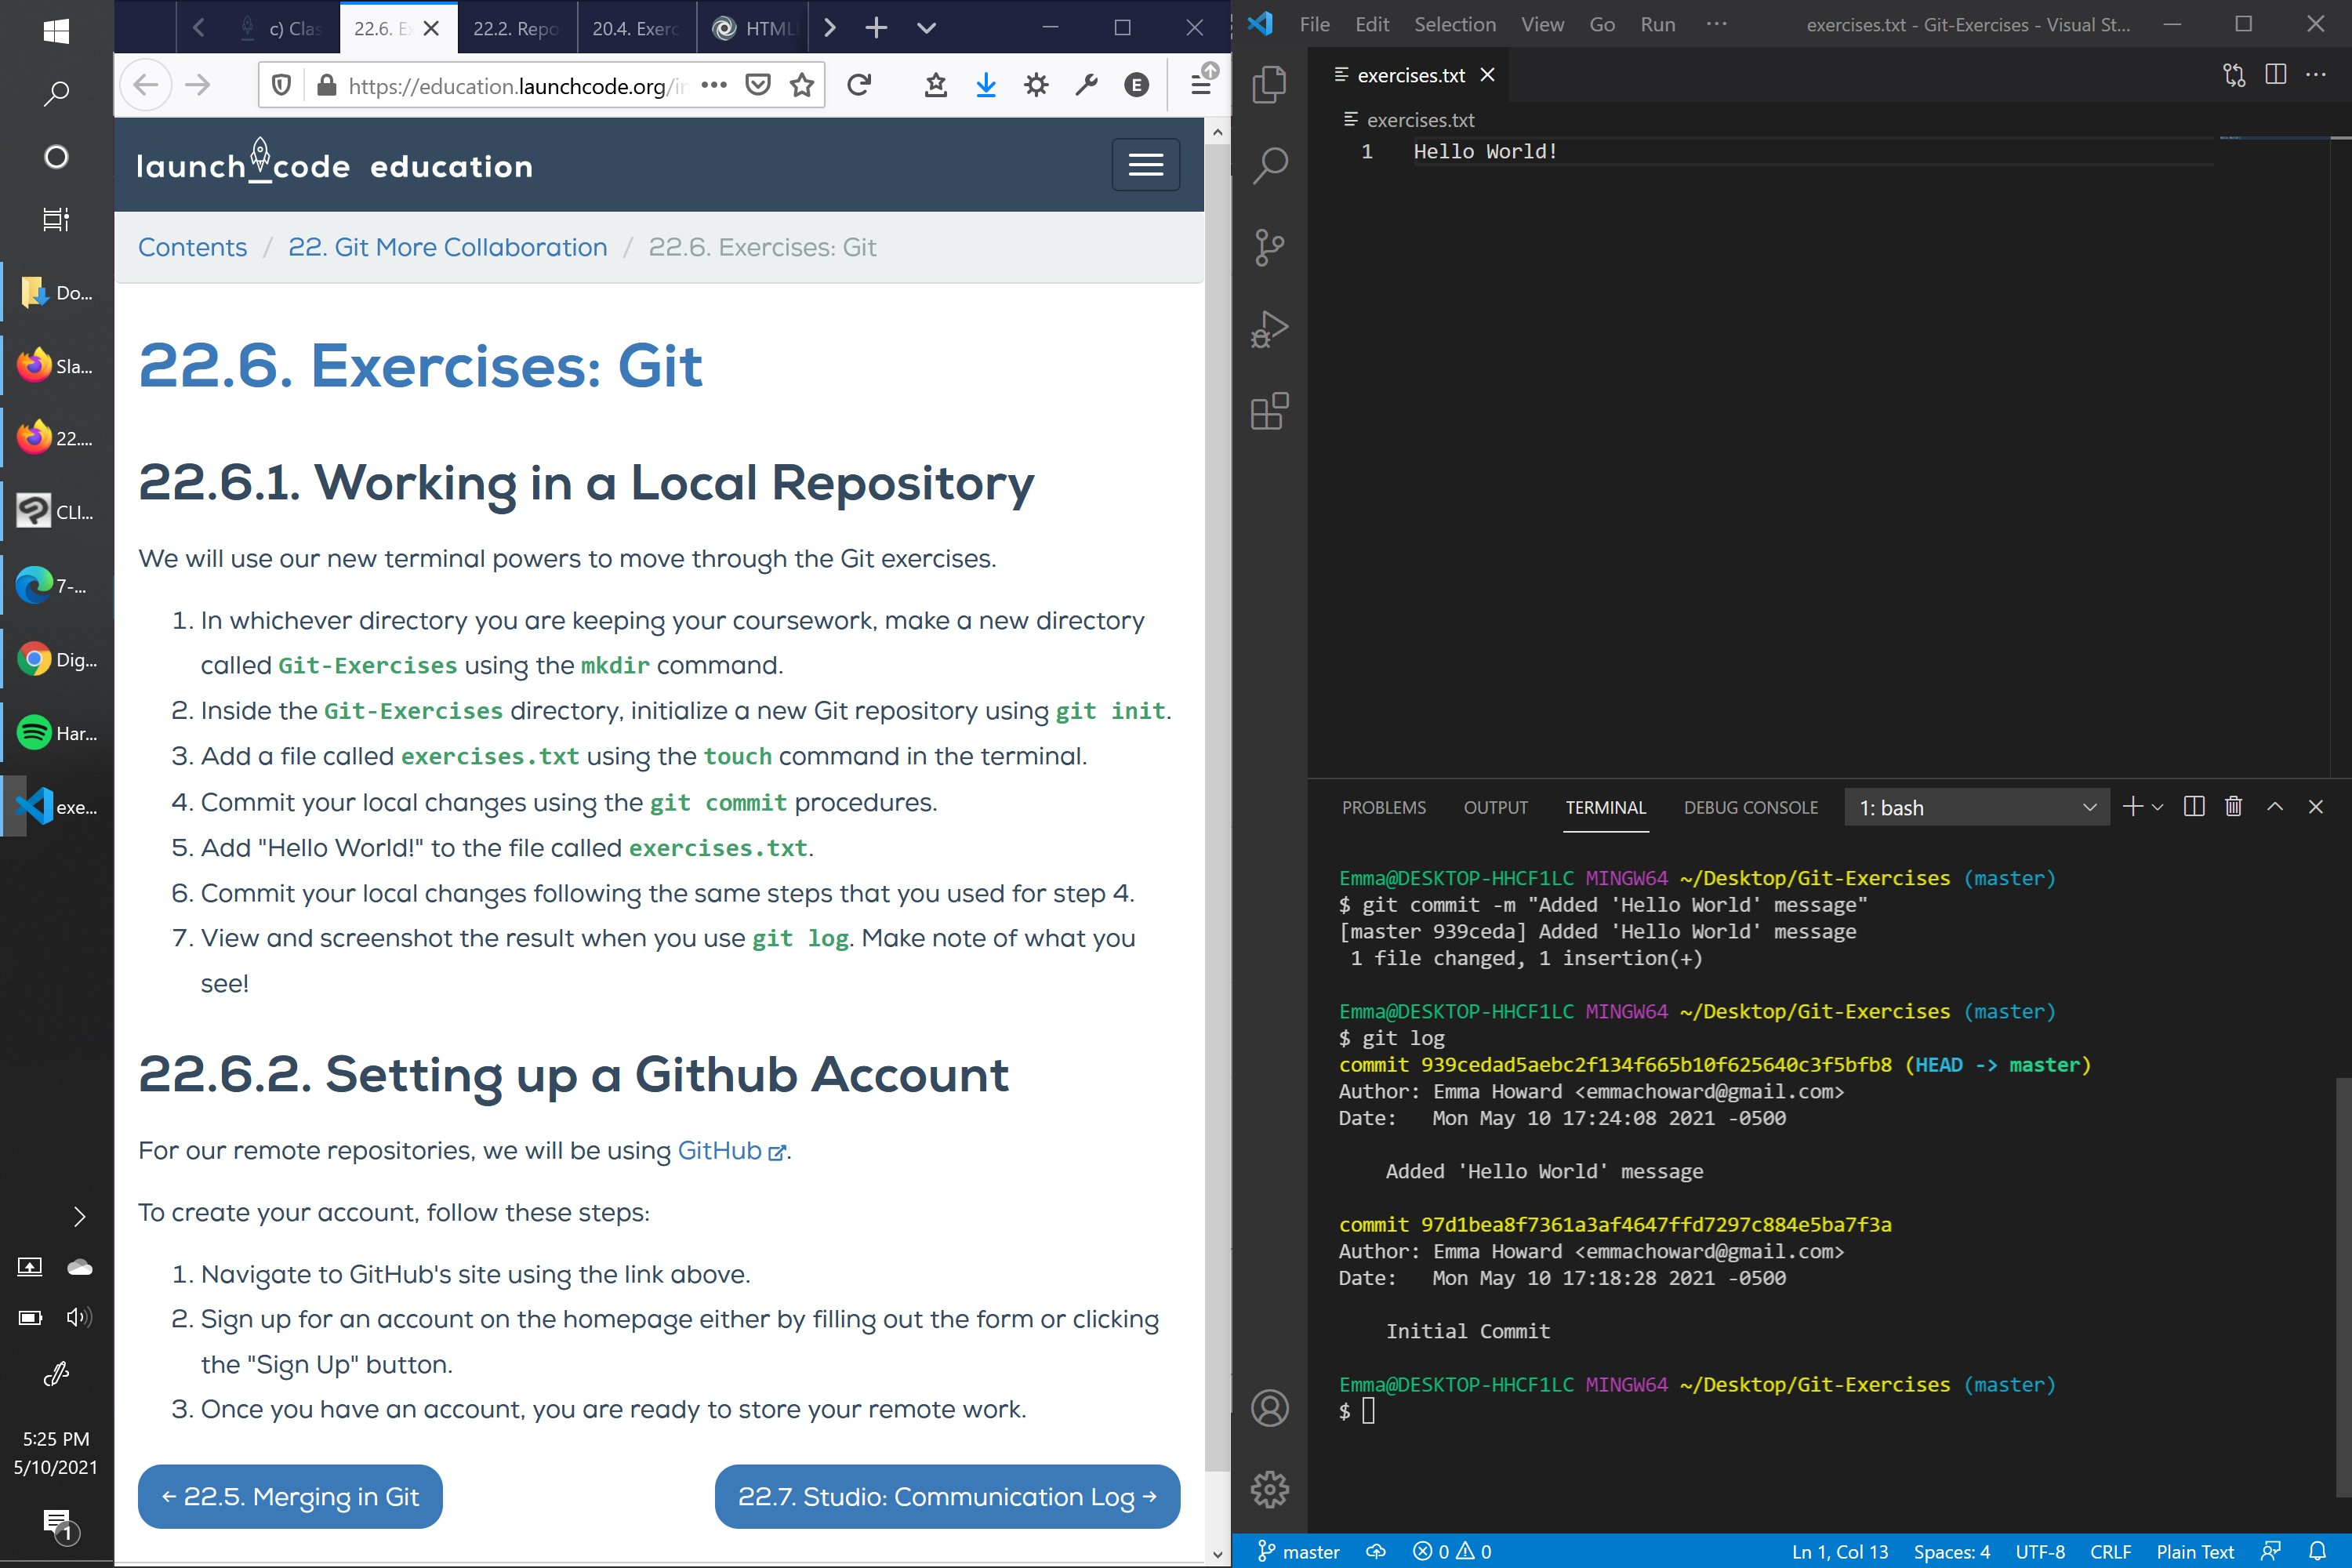 Do...
Sla...
22....
CLI...
7-...
Dig...
Har...
exe...
5:25 PM
5/10/2021
1
c) Clas
22.6. Ex
22.2. Repo
20.4. Exerc
HTML
https://education.launchcode.org/in
E
launch_code education
Contents / 22. Git More Collaboration / 22.6. Exercises: Git
22.6. Exercises: Git
22.6.1. Working in a Local Repository
We will use our new terminal powers to move through the Git exercises.
1. In whichever directory you are keeping your coursework, make a new directory
called Git-Exercises using the mkdir command.
2. Inside the Git-Exercises directory, initialize a new Git repository using git init.
3. Add a file called exercises.txt using the touch command in the terminal.
4. Commit your local changes using the git commit procedures.
5. Add "Hello World!" to the file called exercises.txt.
6. Commit your local changes following the same steps that you used for step 4.
7. View and screenshot the result when you use git log. Make note of what you
see!
22.6.2. Setting up a Github Account
For our remote repositories, we will be using GitHub.
To create your account, follow these steps:
1. Navigate to GitHub's site using the link above.
2. Sign up for an account on the homepage either by filling out the form or clicking
the "Sign Up" button.
3. Once you have an account, you are ready to store your remote work.
← 22.5. Merging in Git
22.7. Studio: Communication Log →
File Edit Selection View Go Run ···
exercises.txt - Git-Exercises - Visual St...
exercises.txt
exercises.txt
1 Hello World!
PROBLEMS OUTPUT TERMINAL DEBUG CONSOLE
1: bash
Emma@DESKTOP-HHCF1LC MINGW64 ~/Desktop/Git-Exercises (master)
$ git commit -m "Added 'Hello World' message"
[master 939ceda] Added 'Hello World' message
1 file changed, 1 insertion(+)
Emma@DESKTOP-HHCF1LC MINGW64 ~/Desktop/Git-Exercises (master)
$ git log
commit 939cedad5aebc2f134f665b10f625640c3f5bfb8 (HEAD -> master)
Author: Emma Howard <emmachoward@gmail.com>
Date: Mon May 10 17:24:08 2021 -0500
Added 'Hello World' message
commit 97d1bea8f7361a3af4647ffd7297c884e5ba7f3a
Author: Emma Howard <emmachoward@gmail.com>
Date: Mon May 10 17:18:28 2021 -0500
Initial Commit
Emma@DESKTOP-HHCF1LC MINGW64 ~/Desktop/Git-Exercises (master)
$
master
0 0
Ln 1, Col 13
Spaces: 4
UTF-8
CRLF
Plain Text